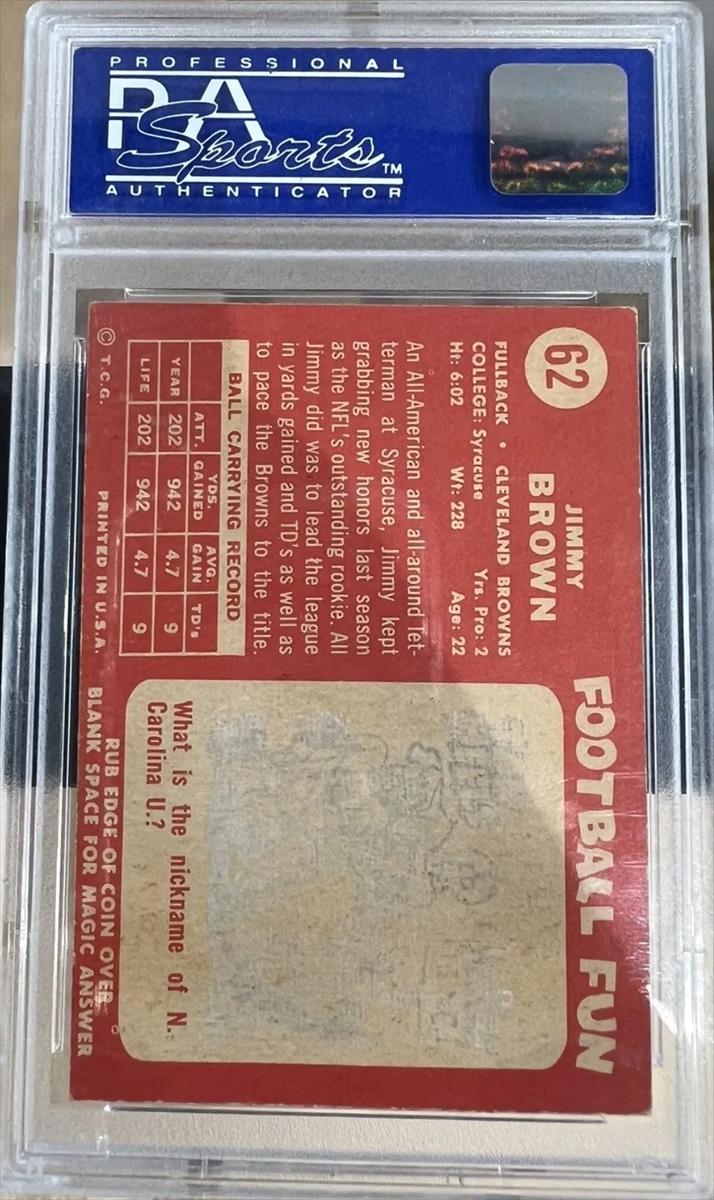 PROFESSIONAL
PSA
Sports™
AUTHENTICATOR
62
JIMMY
BROWN
FULLBACK • CLEVELAND BROWNS
COLLEGE: Syracuse Yrs. Pro: 2
Ht: 6:02 Wt: 228 Age: 22
An All-American and all-around let-
terman at Syracuse, Jimmy kept
grabbing new honors last season
as the NFL's outstanding rookie. All
Jimmy did was to lead the league
in yards gained and TD's as well as
to pace the Browns to the title.
BALL CARRYING RECORD
ATT. YDS. GAINED AVG. GAIN TD's
YEAR 202 942 4.7 9
LIFE 202 942 4.7 9
© T.C.G. PRINTED IN U.S.A.
FOOTBALL FUN
What is the nickname of N.
Carolina U.?
RUB EDGE OF COIN OVER
BLANK SPACE FOR MAGIC ANSWER